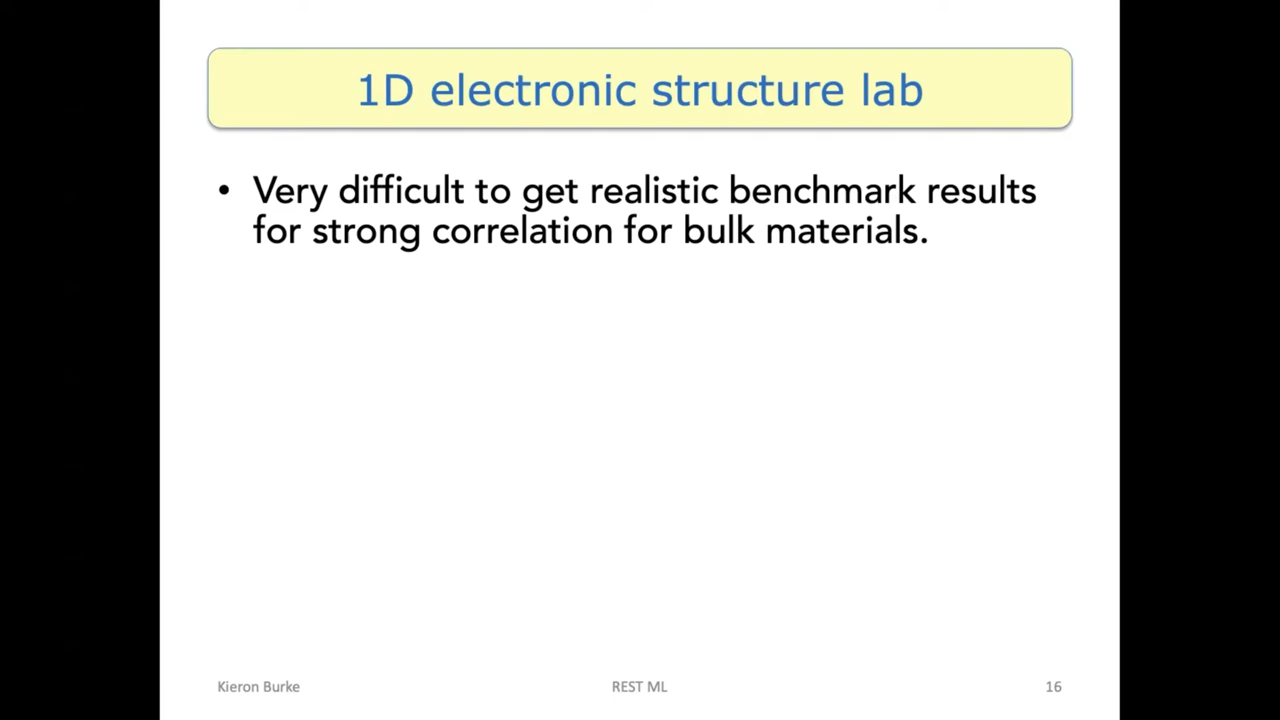 1D electronic structure lab
• Very difficult to get realistic benchmark results
for strong correlation for bulk materials.
Kieron Burke
REST ML
16